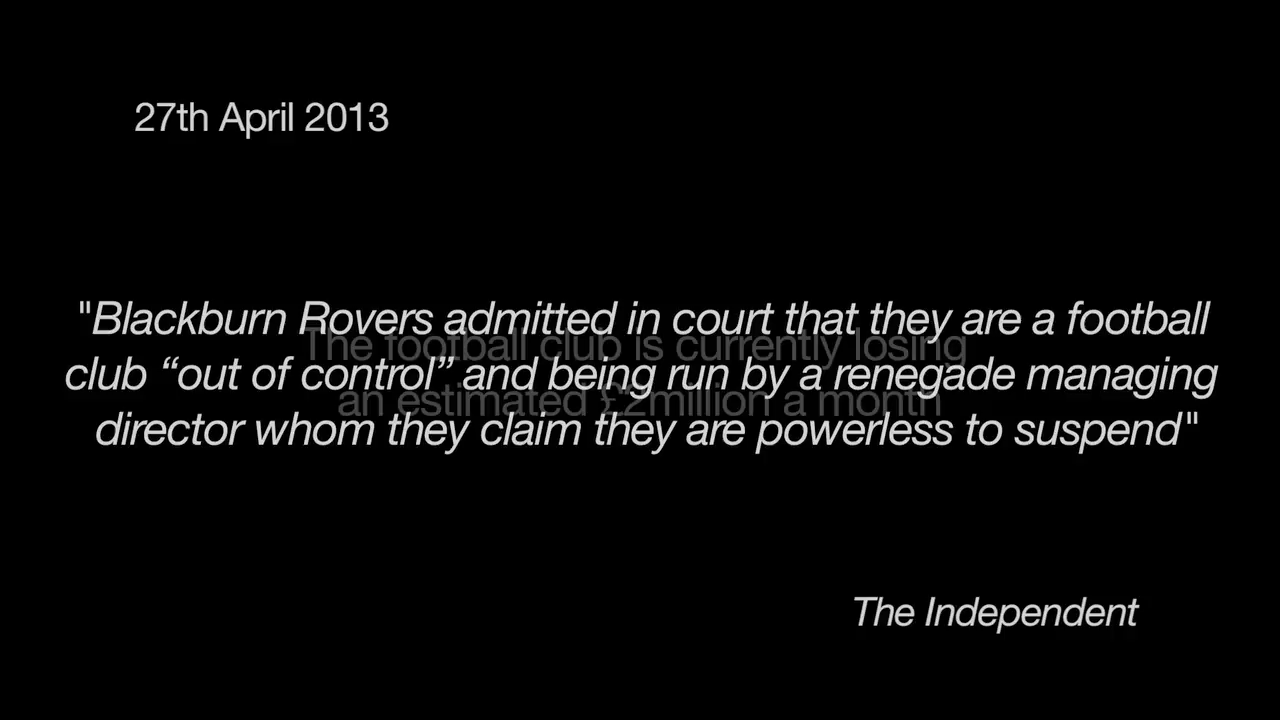 27th April 2013
"Blackburn Rovers admitted in court that they are a football
club “out of control” and being run by a renegade managing
director whom they claim they are powerless to suspend"
The football club is currently losing
an estimated £2million a month
The Independent